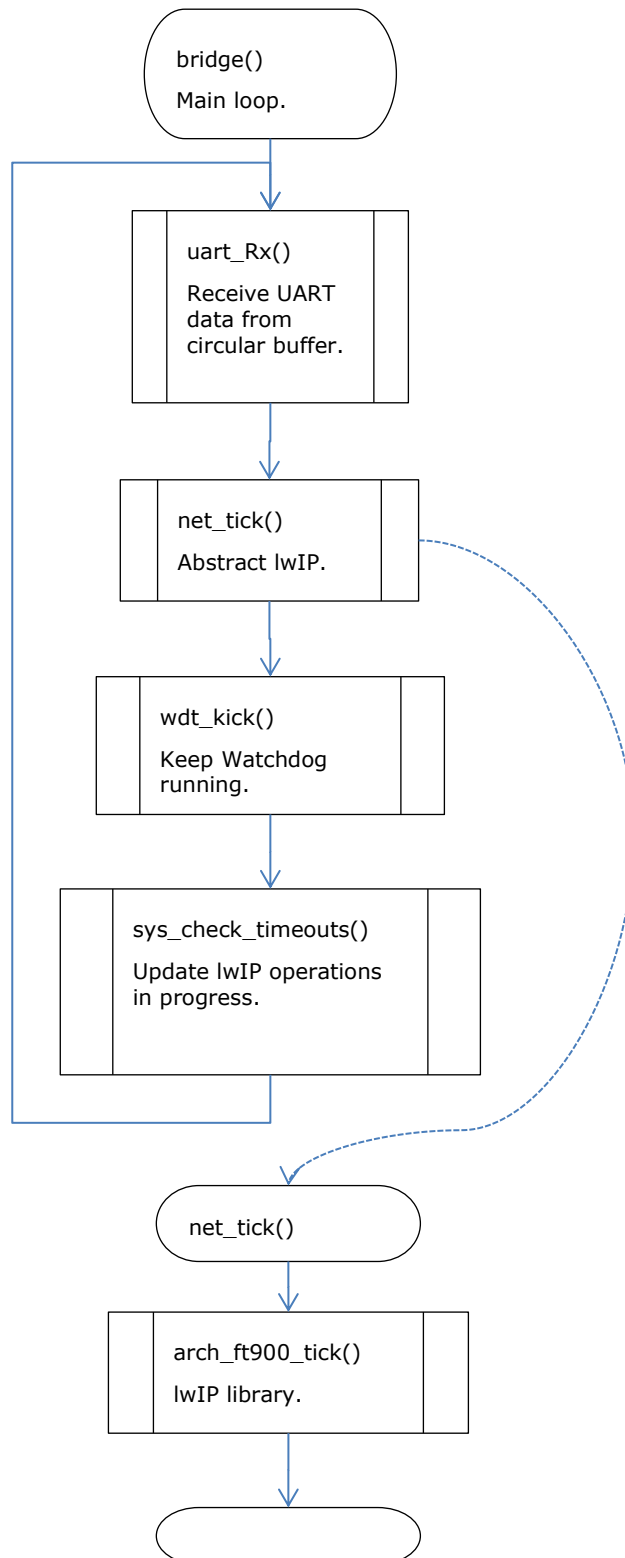 bridge()
Main loop.
uart_Rx()
Receive UART
data from
circular buffer.
net_tick()
Abstract lwIP.
wdt_kick()
Keep Watchdog
running.
sys_check_timeouts()
Update lwIP operations
in progress.
net_tick()
arch_ft900_tick()
lwIP library.